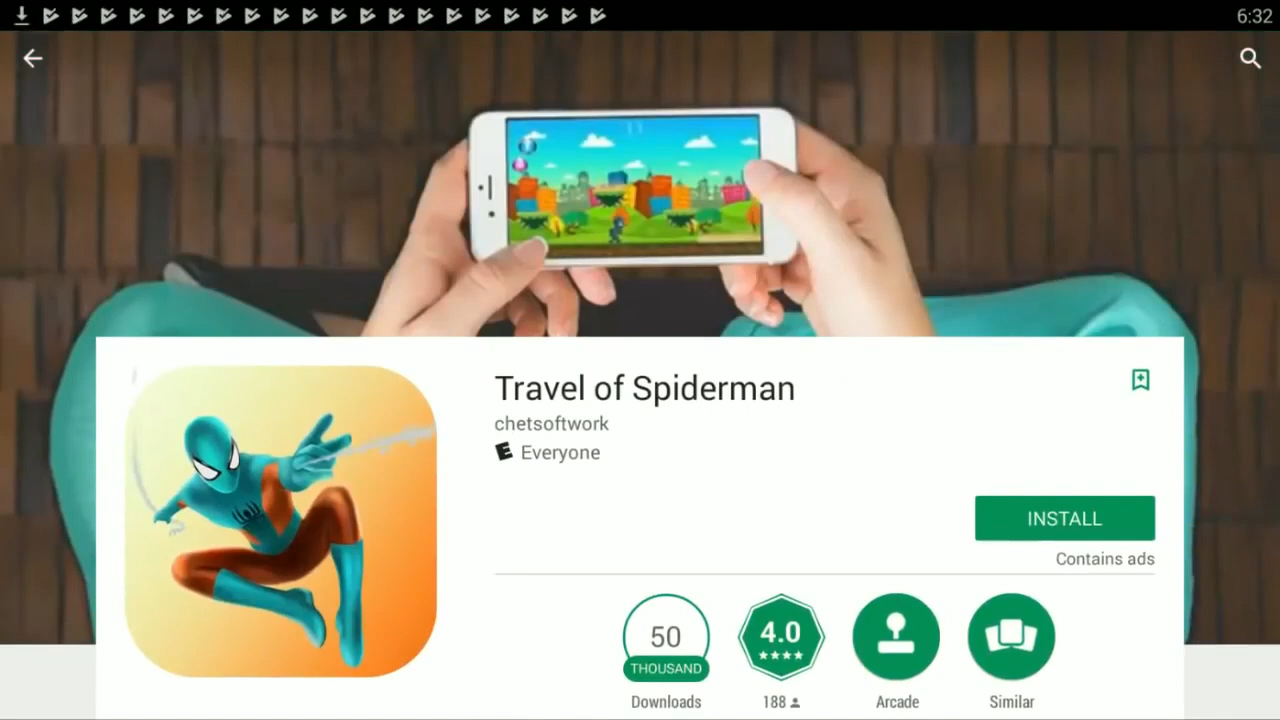 6:32
Travel of Spiderman
chetsoftwork
E Everyone
INSTALL
Contains ads
50
THOUSAND
4.0
Downloads
188
Arcade
Similar